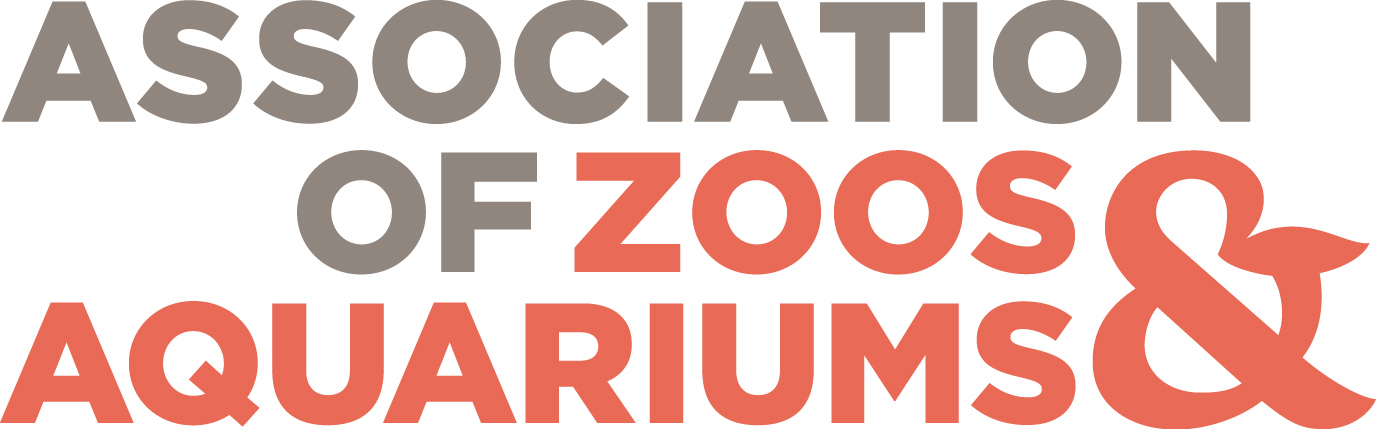 ASSOCIATION
OF ZOOS &
AQUARIUMS